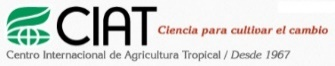 CIAT Ciencia para cultivar el cambio
Centro Internacional de Agricultura Tropical / Desde 1967